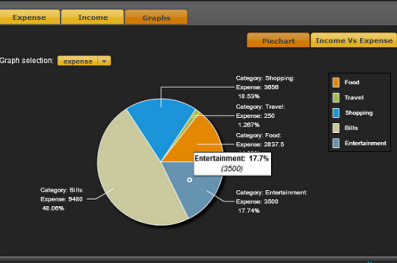 Expense
Income
Graphs
Piechart
Income Vs Expense
Graph selection:
expense
Category: Shopping:
Expense: 3656
18.53%
Category: Travel:
Expense: 250
1.267%
Category: Food:
Expense: 2837.5
Entertainment: 17.7%
(3500)
Category: Entertainment:
Expense: 3500
17.74%
Category: Bills:
Expense: 9480
48.06%
Food
Travel
Shopping
Bills
Entertainment